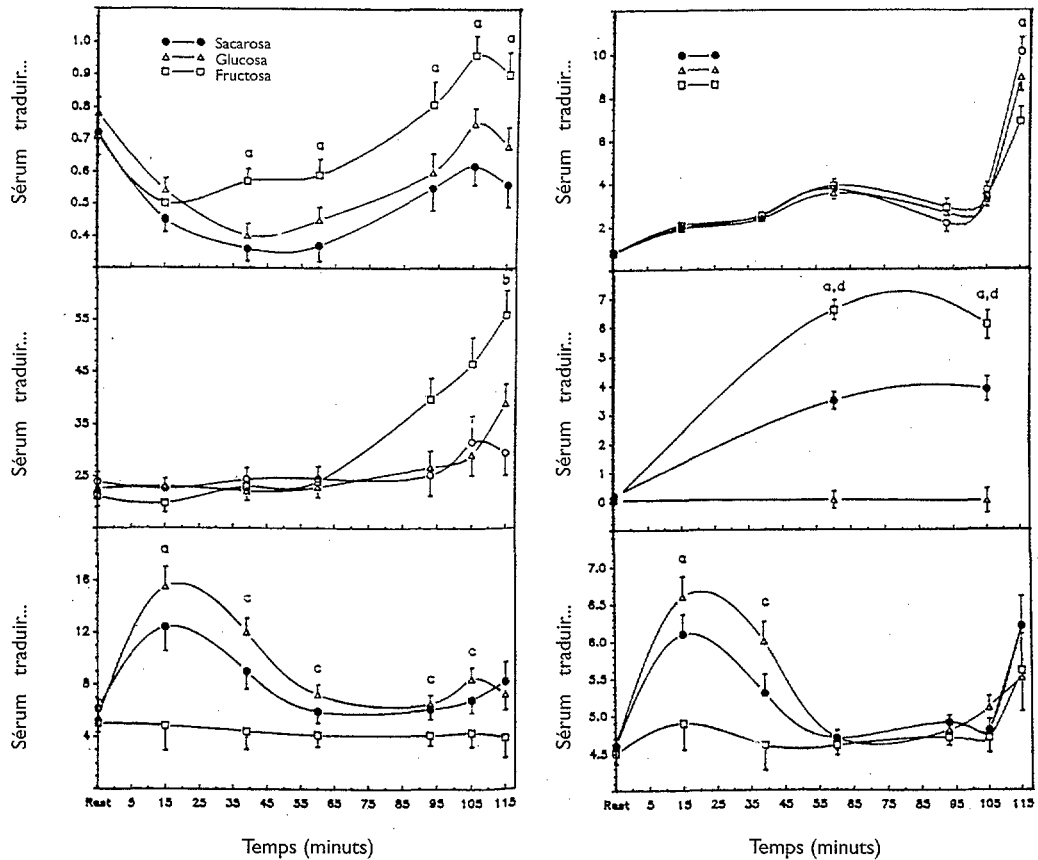 Sacarosa
Glucosa
Fructosa
Sérum traduir...
1.0
0.9
0.8
0.7
0.6
0.5
0.4
a
a
a
a
a
Sérum traduir...
10
8
6
4
2
a
Sérum traduir...
55
45
35
25
b
Sérum traduir...
7
6
5
4
3
2
1
0
a,d
a,d
Sérum traduir...
16
12
8
4
a
c
c
c
c
Rest 5 15 25 35 45 55 65 75 85 95 105 115
Temps (minuts)
Sérum traduir...
7.0
6.5
6.0
5.5
5.0
4.5
a
c
Rest 5 15 25 35 45 55 65 75 85 95 105 115
Temps (minuts)